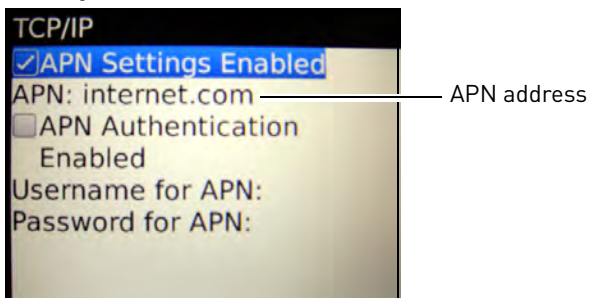 TCP/IP
APN Settings Enabled
APN: internet.com
APN address
APN Authentication
Enabled
Username for APN:
Password for APN: